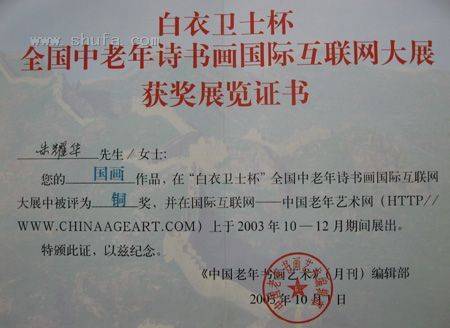 www.shufa.com
白衣卫士杯
全国中老年诗书画国际互联网大展
获奖展览证书
朱耀华 先生/女士:
您的 国画 作品,在“白衣卫士杯”全国中老年诗书画国际互联网
大展中被评为 铜 奖、并在国际互联网——中国老年艺术网(HTTP//
WWW.CHINAAGEART.COM)上于2003年10—12月期间展出。
特颁此证,以兹纪念。
《中国老年书画艺术》(月刊)编辑部
2003年10月1日